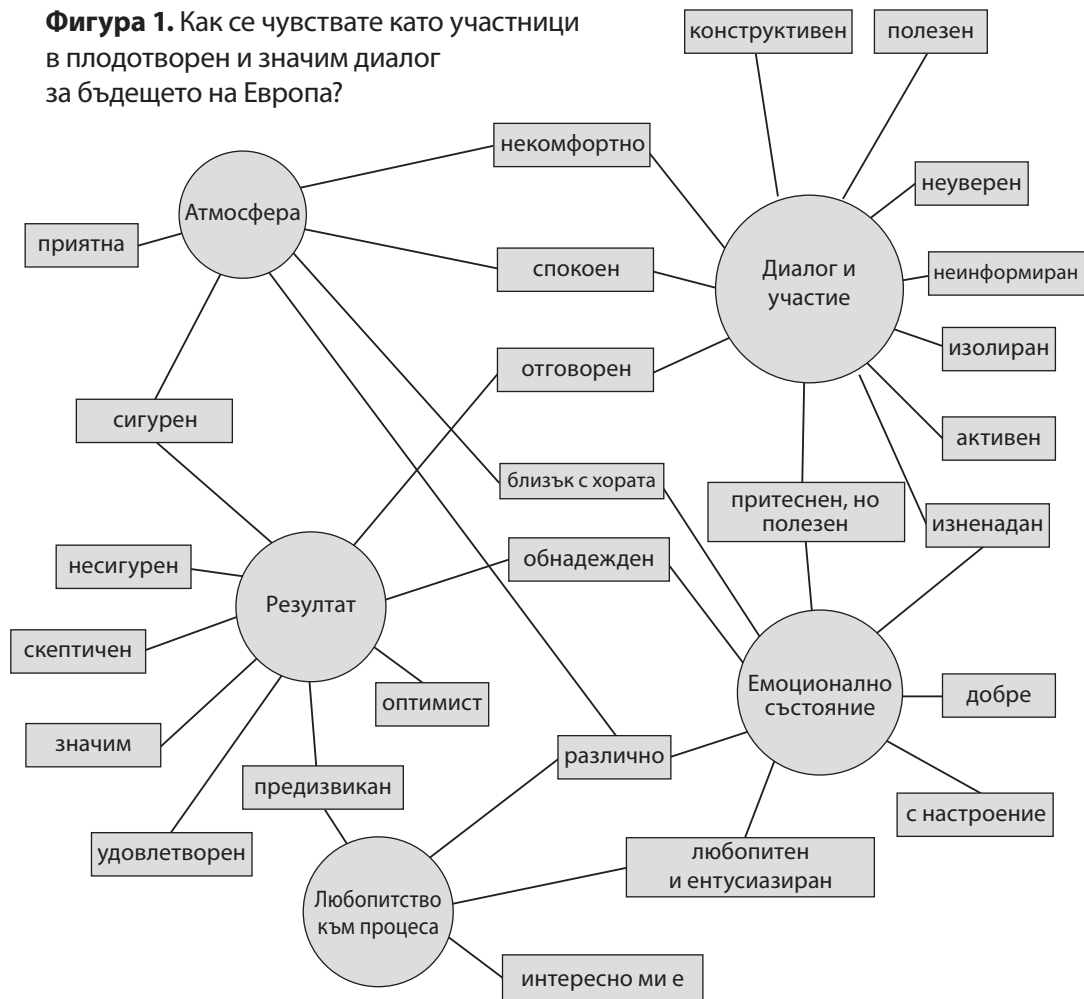 Фигура 1. Как се чувствате като участници
в плодотворен и значим диалог
за бъдещето на Европа?
конструктивен
полезен
некомфортно
неуверен
Атмосфера
приятна
спокоен
Диалог и
участие
неинформиран
изолиран
отговорен
сигурен
активен
близък с хората
притеснен, но
полезен
изненадан
обнадежден
несигурен
Резултат
скептичен
оптимист
Емоционално
състояние
добре
значим
различно
предизвикан
с настроение
удовлетворен
любопитен
и ентусиазиран
Любопитство
към процеса
интересно ми е